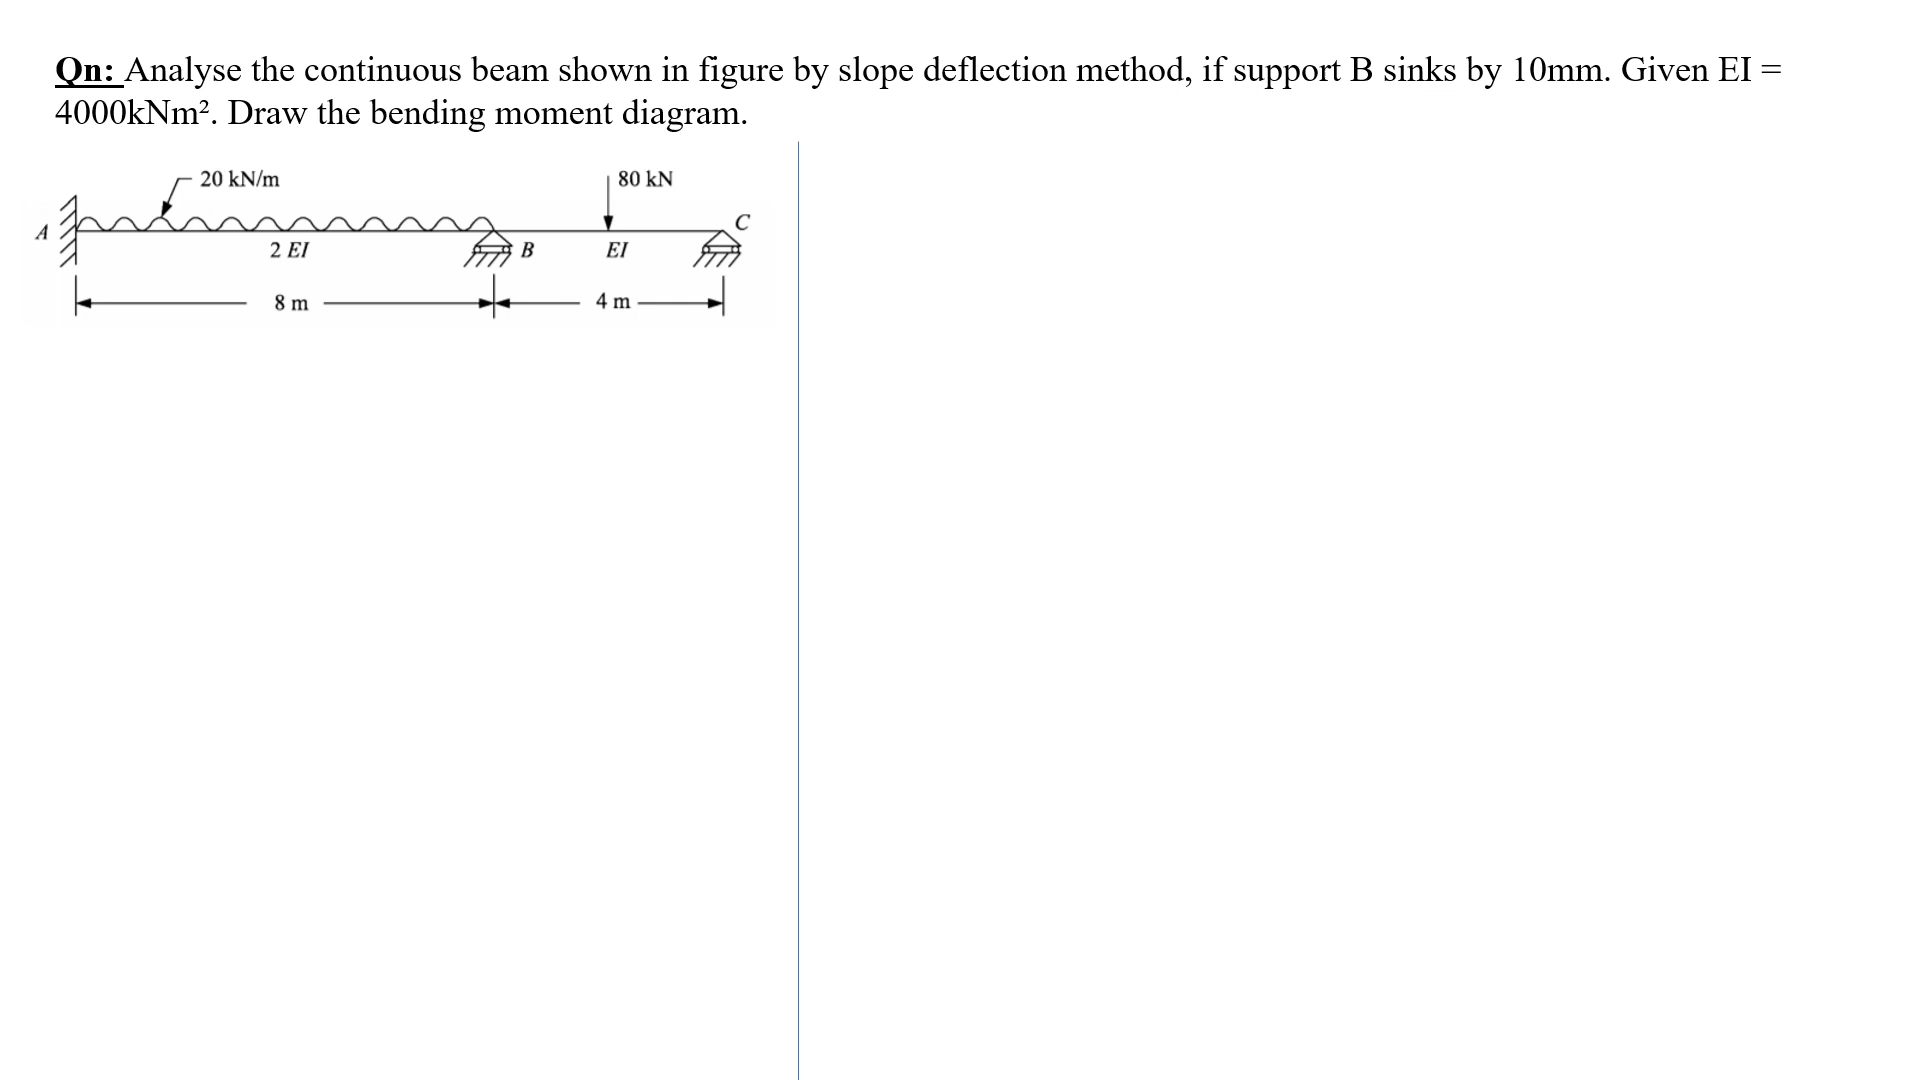 Qn: Analyse the continuous beam shown in figure by slope deflection method, if support B sinks by 10mm. Given EI =
4000kNm². Draw the bending moment diagram.
20 kN/m
80 kN
A
C
2 EI
B
EI
8 m
4 m